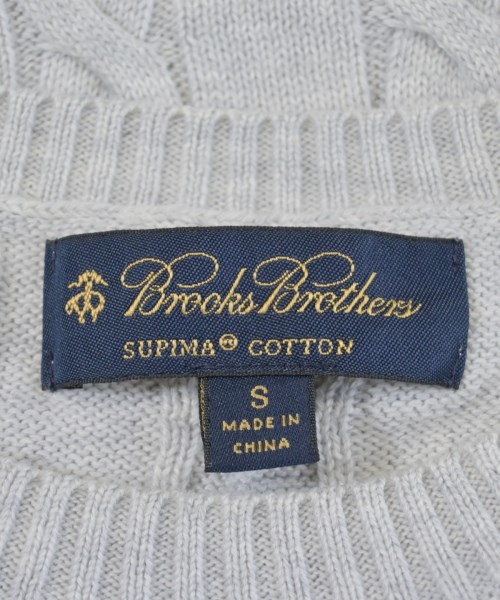 Brooks Brothers
SUPIMA® COTTON
S
MADE IN
CHINA